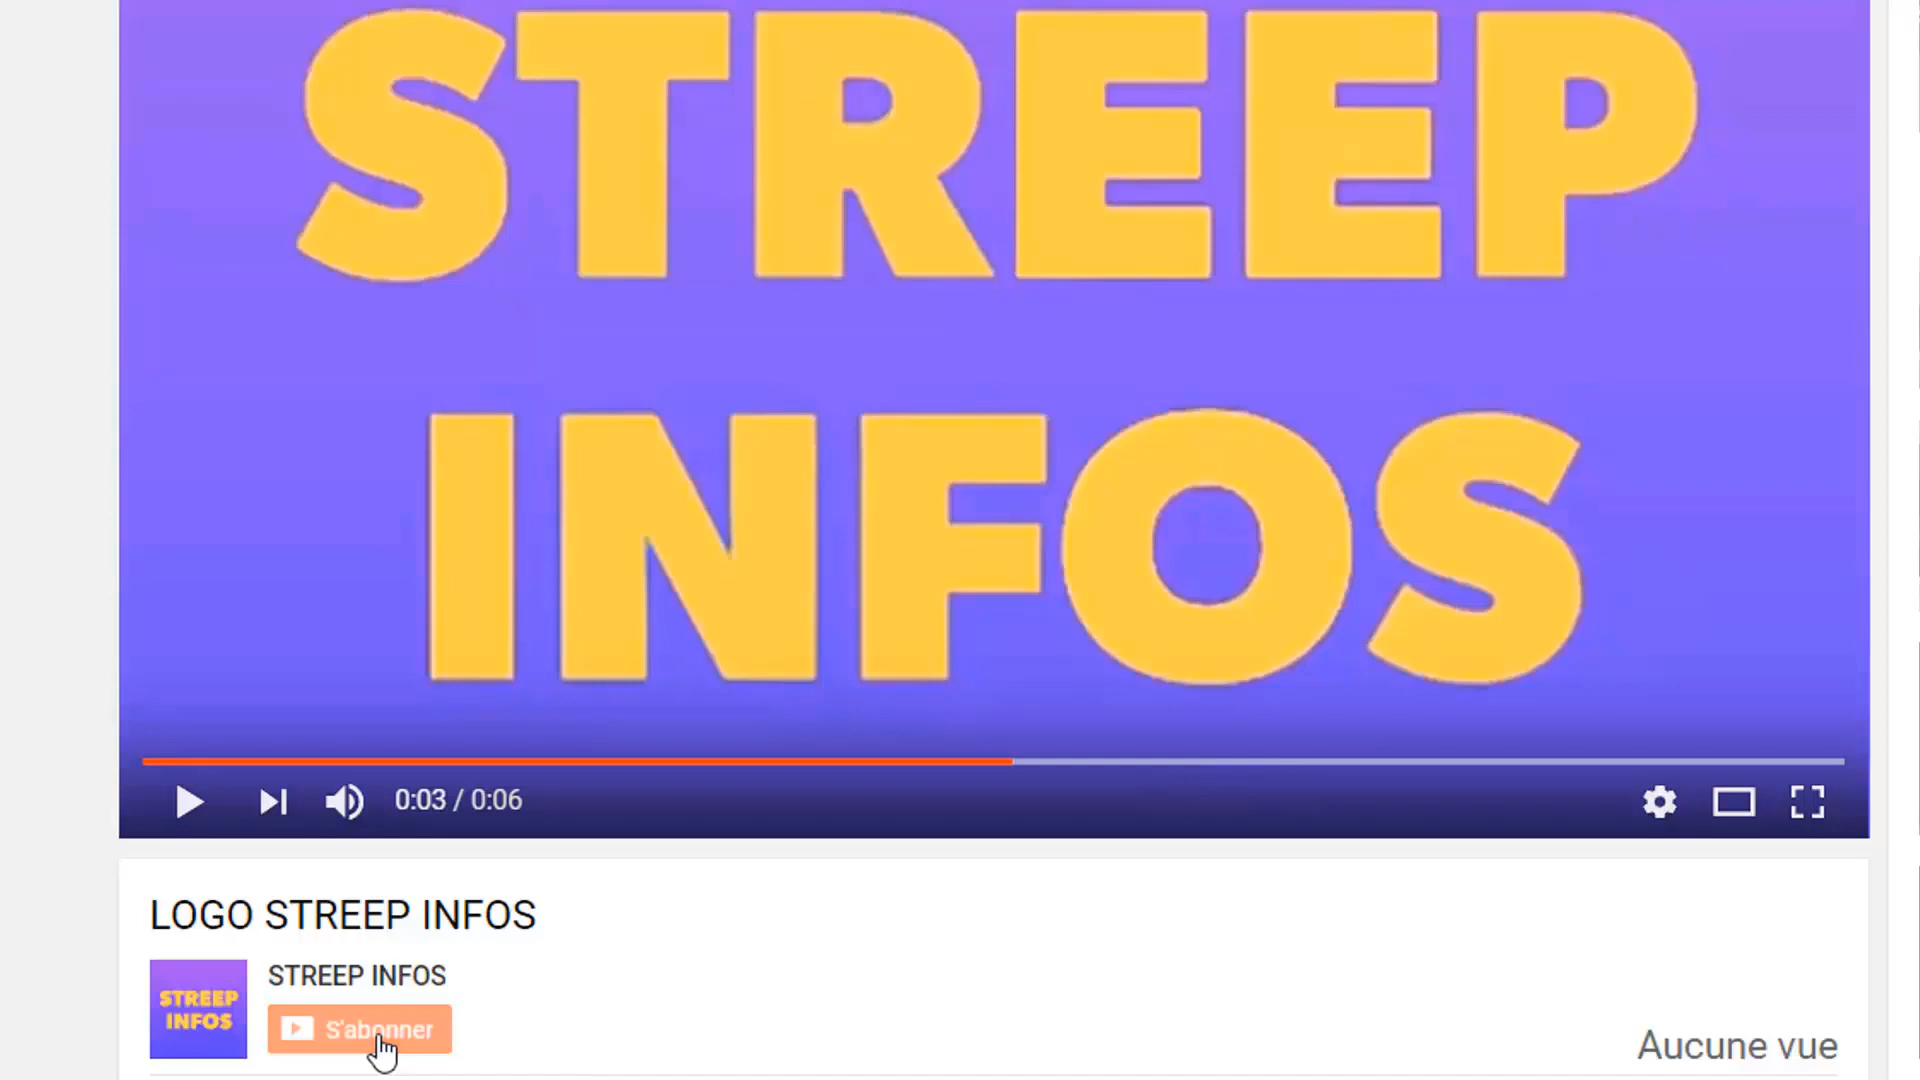 STREEP
INFOS
0:03 / 0:06
LOGO STREEP INFOS
STREEP INFOS
STREEP
INFOS
S'abonner
Aucune vue